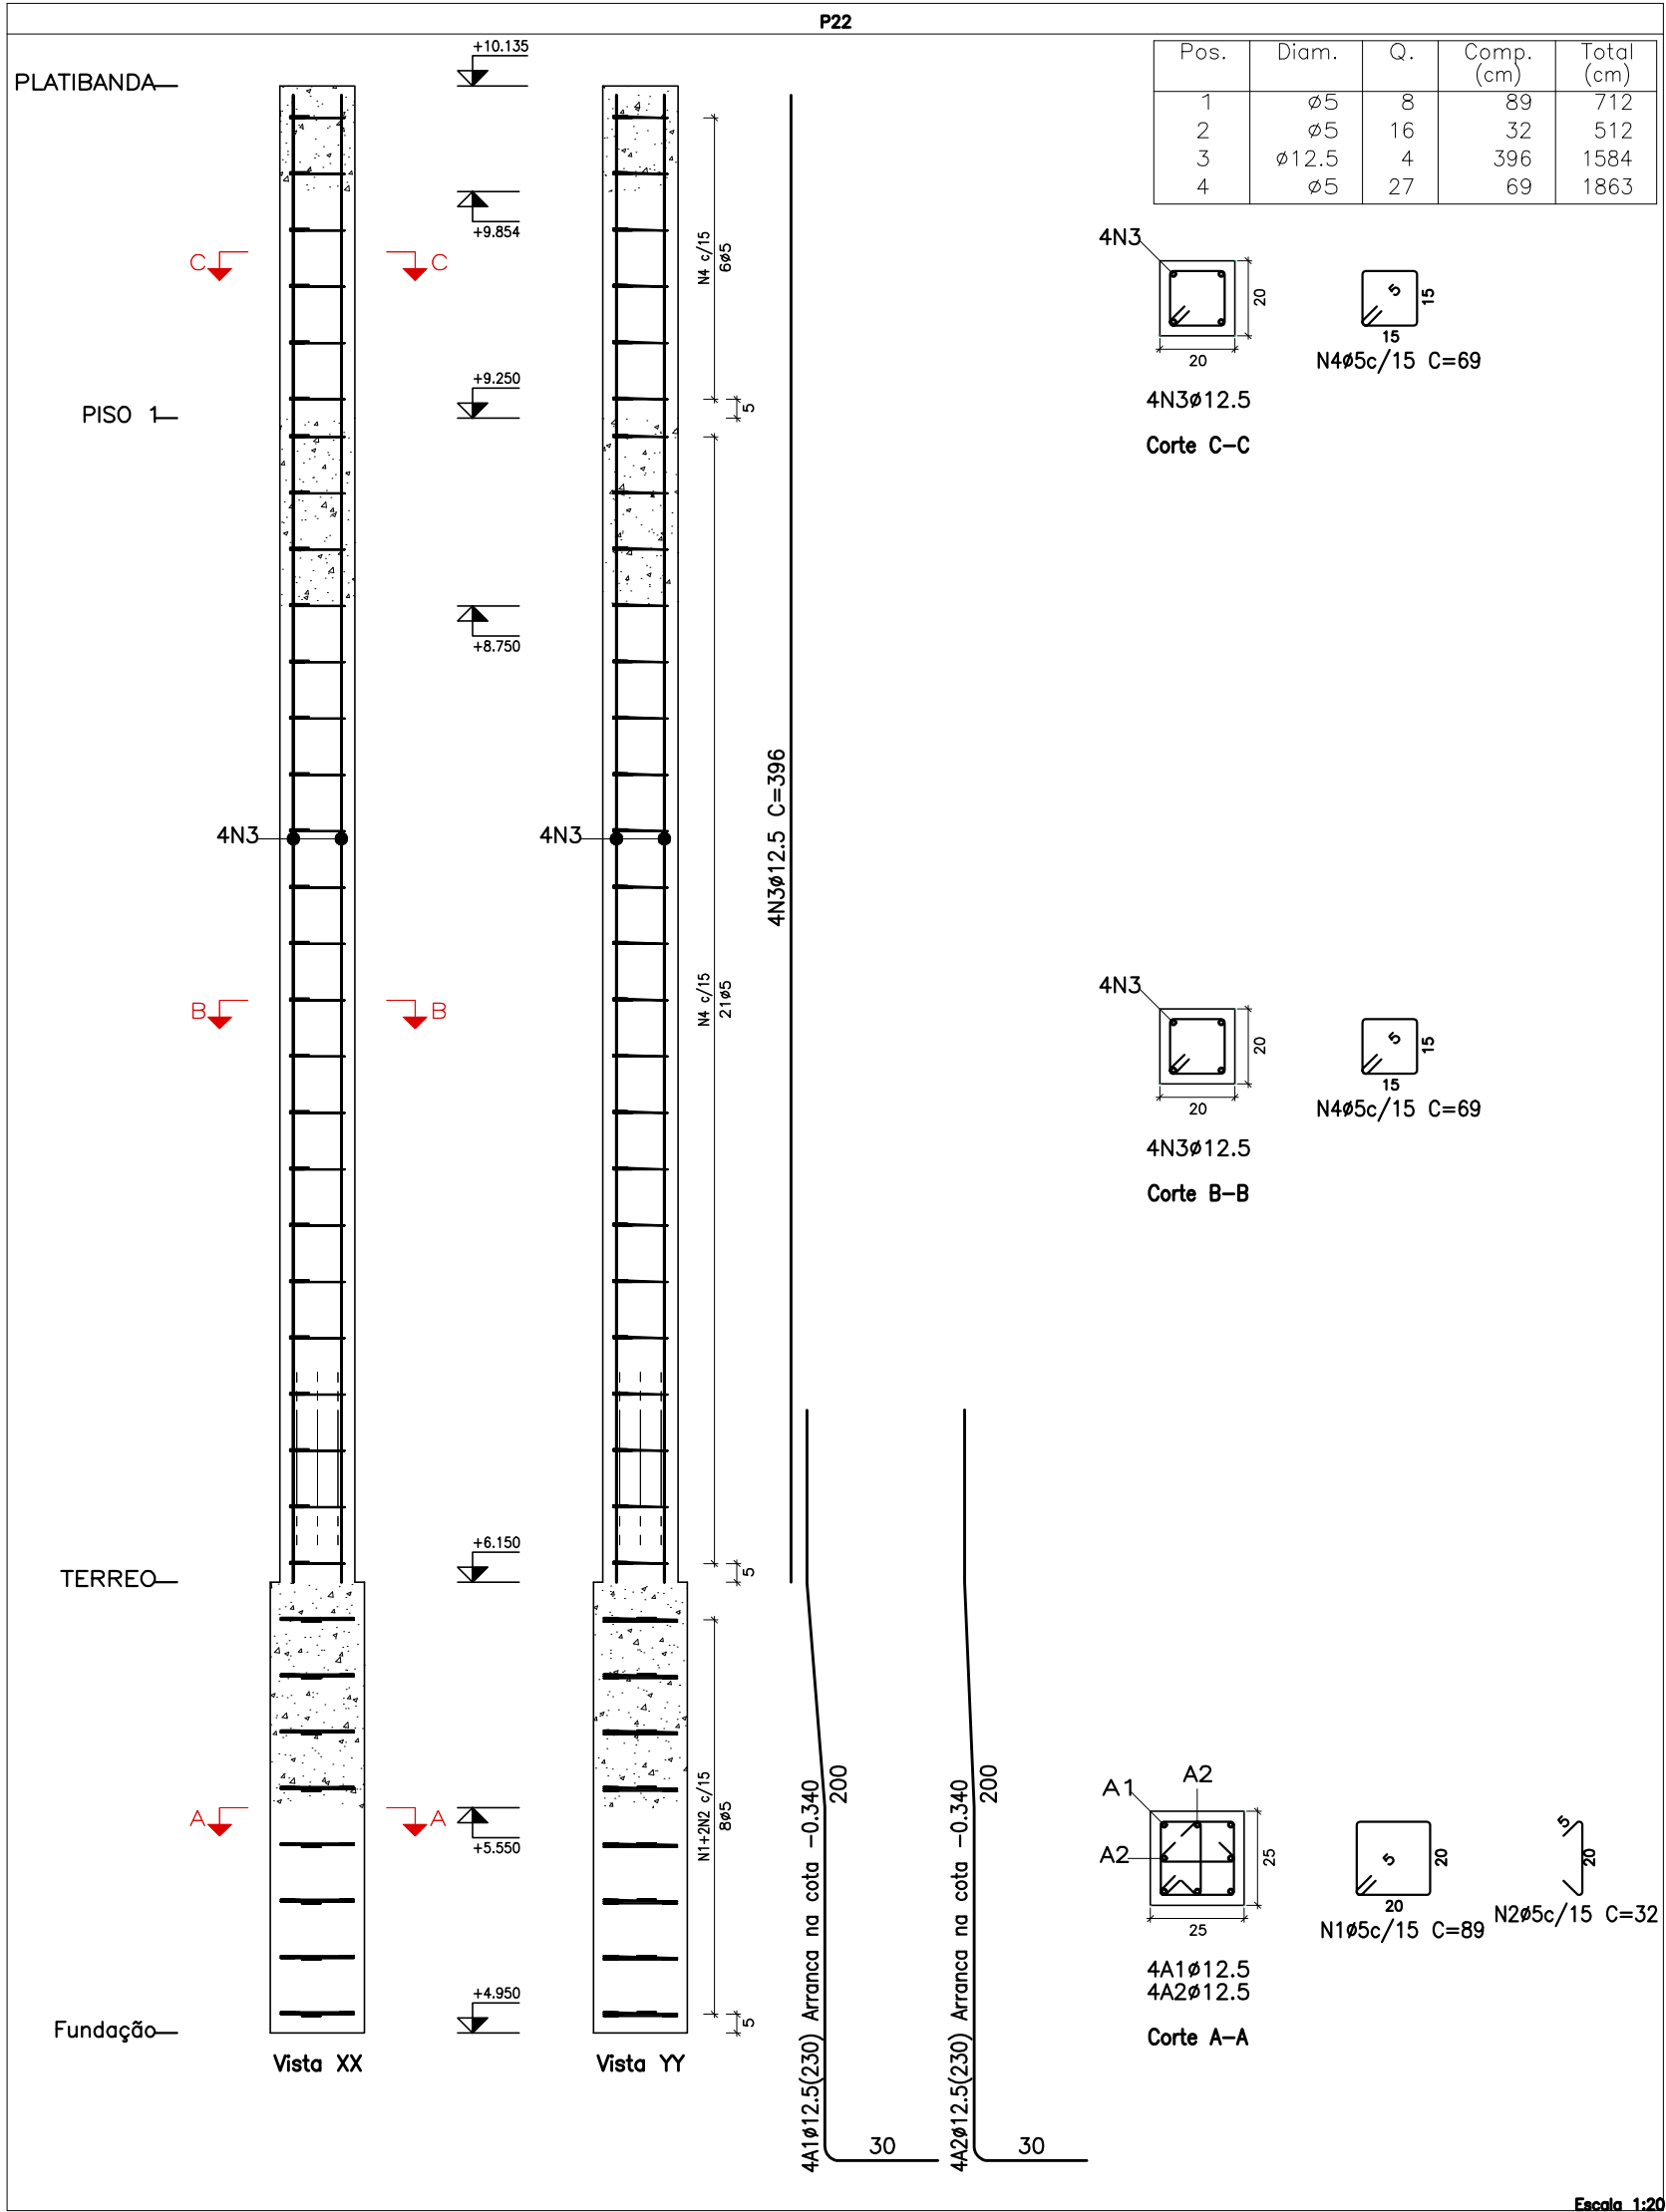 P22
Pos. Diam. Q. Comp. (cm) Total (cm)
1 ø5 8 89 712
2 ø5 16 32 512
3 ø12.5 4 396 1584
4 ø5 27 69 1863
PLATIBANDA
+10.135
+9.854
C C
N4 c/15
6ø5
+9.250
PISO 1
5
+8.750
4N3
4N3
4N3ø12.5 C=396
B B
N4 c/15
21ø5
+6.150
TERREO
5
A A
+5.550
N1+2N2 c/15
8ø5
+4.950
Fundação
5
Vista XX
Vista YY
4A1ø12.5(230) Arranca na cota -0.340
200
30
4A2ø12.5(230) Arranca na cota -0.340
200
30
4N3
20
20
5
15
15
N4ø5c/15 C=69
4N3ø12.5
Corte C-C
4N3
20
20
5
15
15
N4ø5c/15 C=69
4N3ø12.5
Corte B-B
A1
A2
A2
25
25
5
20
20
N1ø5c/15 C=89
5
20
N2ø5c/15 C=32
4A1ø12.5
4A2ø12.5
Corte A-A
Escala 1:20